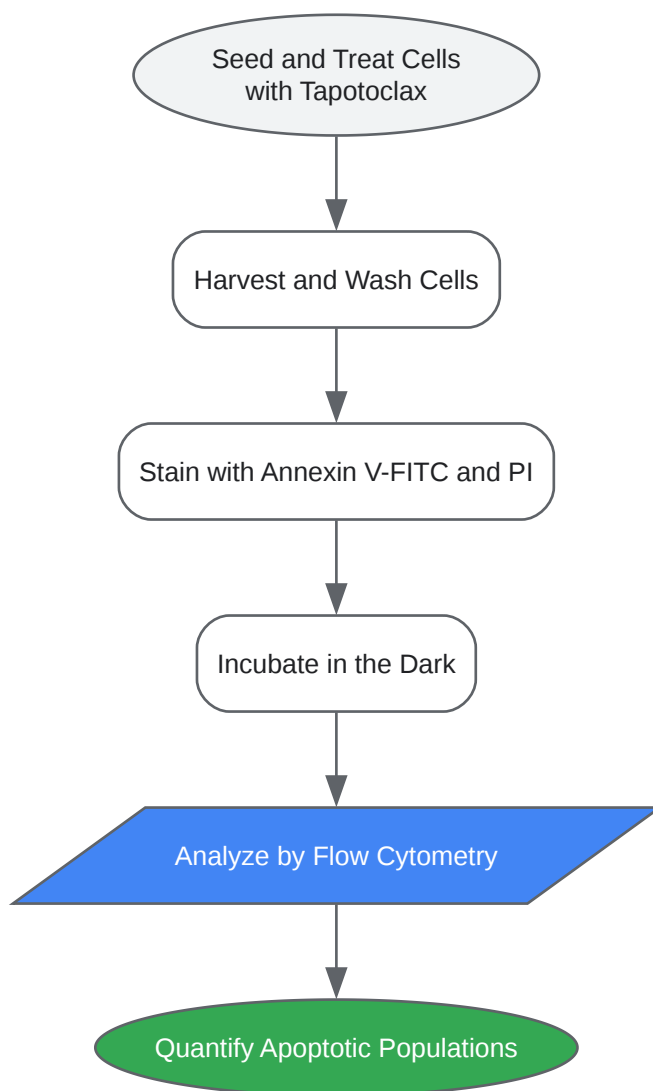 Seed and Treat Cells
with Tapotoclax
Harvest and Wash Cells
Stain with Annexin V-FITC and PI
Incubate in the Dark
Analyze by Flow Cytometry
Quantify Apoptotic Populations